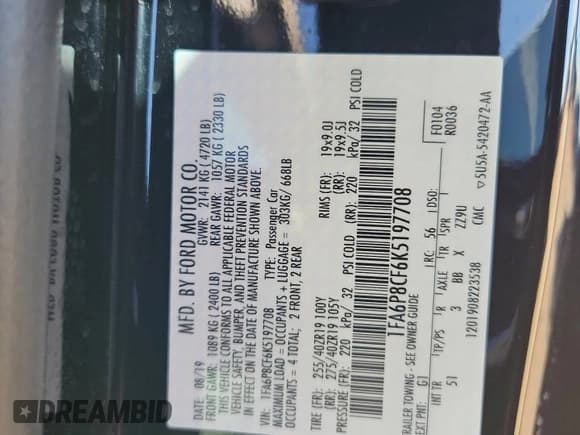 MFD. BY FORD MOTOR CO.
08/19 GVWR: 2141 KG ( 4720 LB)
FRONT GAWR: 1089 KG ( 2400 LB) REAR GAWR: 1057 KG ( 2330 LB)
VEHICLE CONFORMS TO ALL APPLICABLE FEDERAL MOTOR
VEHICLE SAFETY, BUMPER, AND THEFT PREVENTION STANDARDS
IN EFFECT ON THE DATE OF MANUFACTURE SHOWN ABOVE.
VIN: 1FA6P8CF6K5197708 TYPE: Passenger Car
MAXIMUM LOAD = OCCUPANTS + LUGGAGE = 303KG/ 668LB
OCCUPANTS = 4 TOTAL; 2 FRONT, 2 REAR
255/40ZR19 100Y RIMS (FR): 19x9.0J
TIRES (RR): 275/40ZR19 105Y (RR): 19x9.5J
PRESSURE (FR): 220 kPa/ 32 PSI COLD (RR): 220 kPa/ 32 PSI COLD
1FA6P8CF6K5197708
TRAILER TOWING - SEE OWNER GUIDE F0104
EXT PNT: G1 RC: 56 DSO: R0036
INT TR TP/PS R AXLE TR SPR
51 3 BB X ZZ9U
1201908223538 CMC 5U5A-5420472-AA
DREAMBID